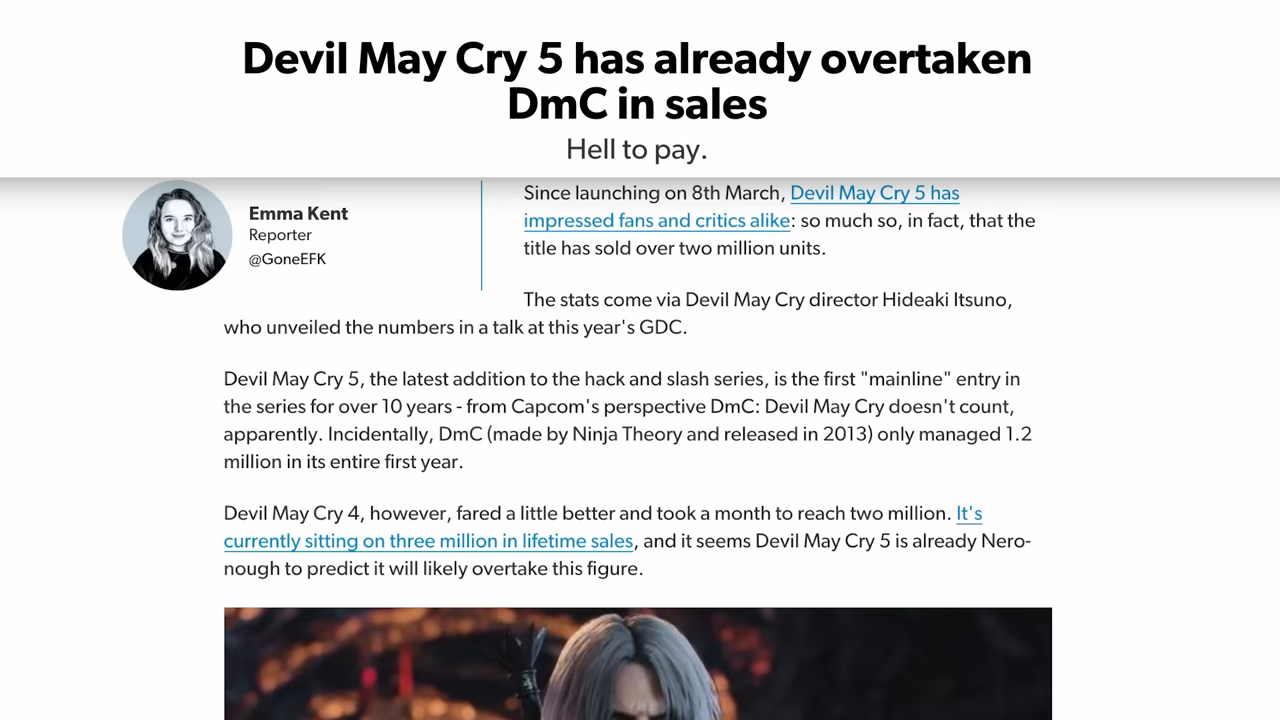 Devil May Cry 5 has already overtaken
DmC in sales
Hell to pay.
Emma Kent
Reporter
@GoneEFK
Since launching on 8th March, Devil May Cry 5 has
impressed fans and critics alike: so much so, in fact, that the
title has sold over two million units.
The stats come via Devil May Cry director Hideaki Itsuno,
who unveiled the numbers in a talk at this year's GDC.
Devil May Cry 5, the latest addition to the hack and slash series, is the first "mainline" entry in
the series for over 10 years - from Capcom's perspective DmC: Devil May Cry doesn't count,
apparently. Incidentally, DmC (made by Ninja Theory and released in 2013) only managed 1.2
million in its entire first year.
Devil May Cry 4, however, fared a little better and took a month to reach two million. It's
currently sitting on three million in lifetime sales, and it seems Devil May Cry 5 is already Nero-
nough to predict it will likely overtake this figure.